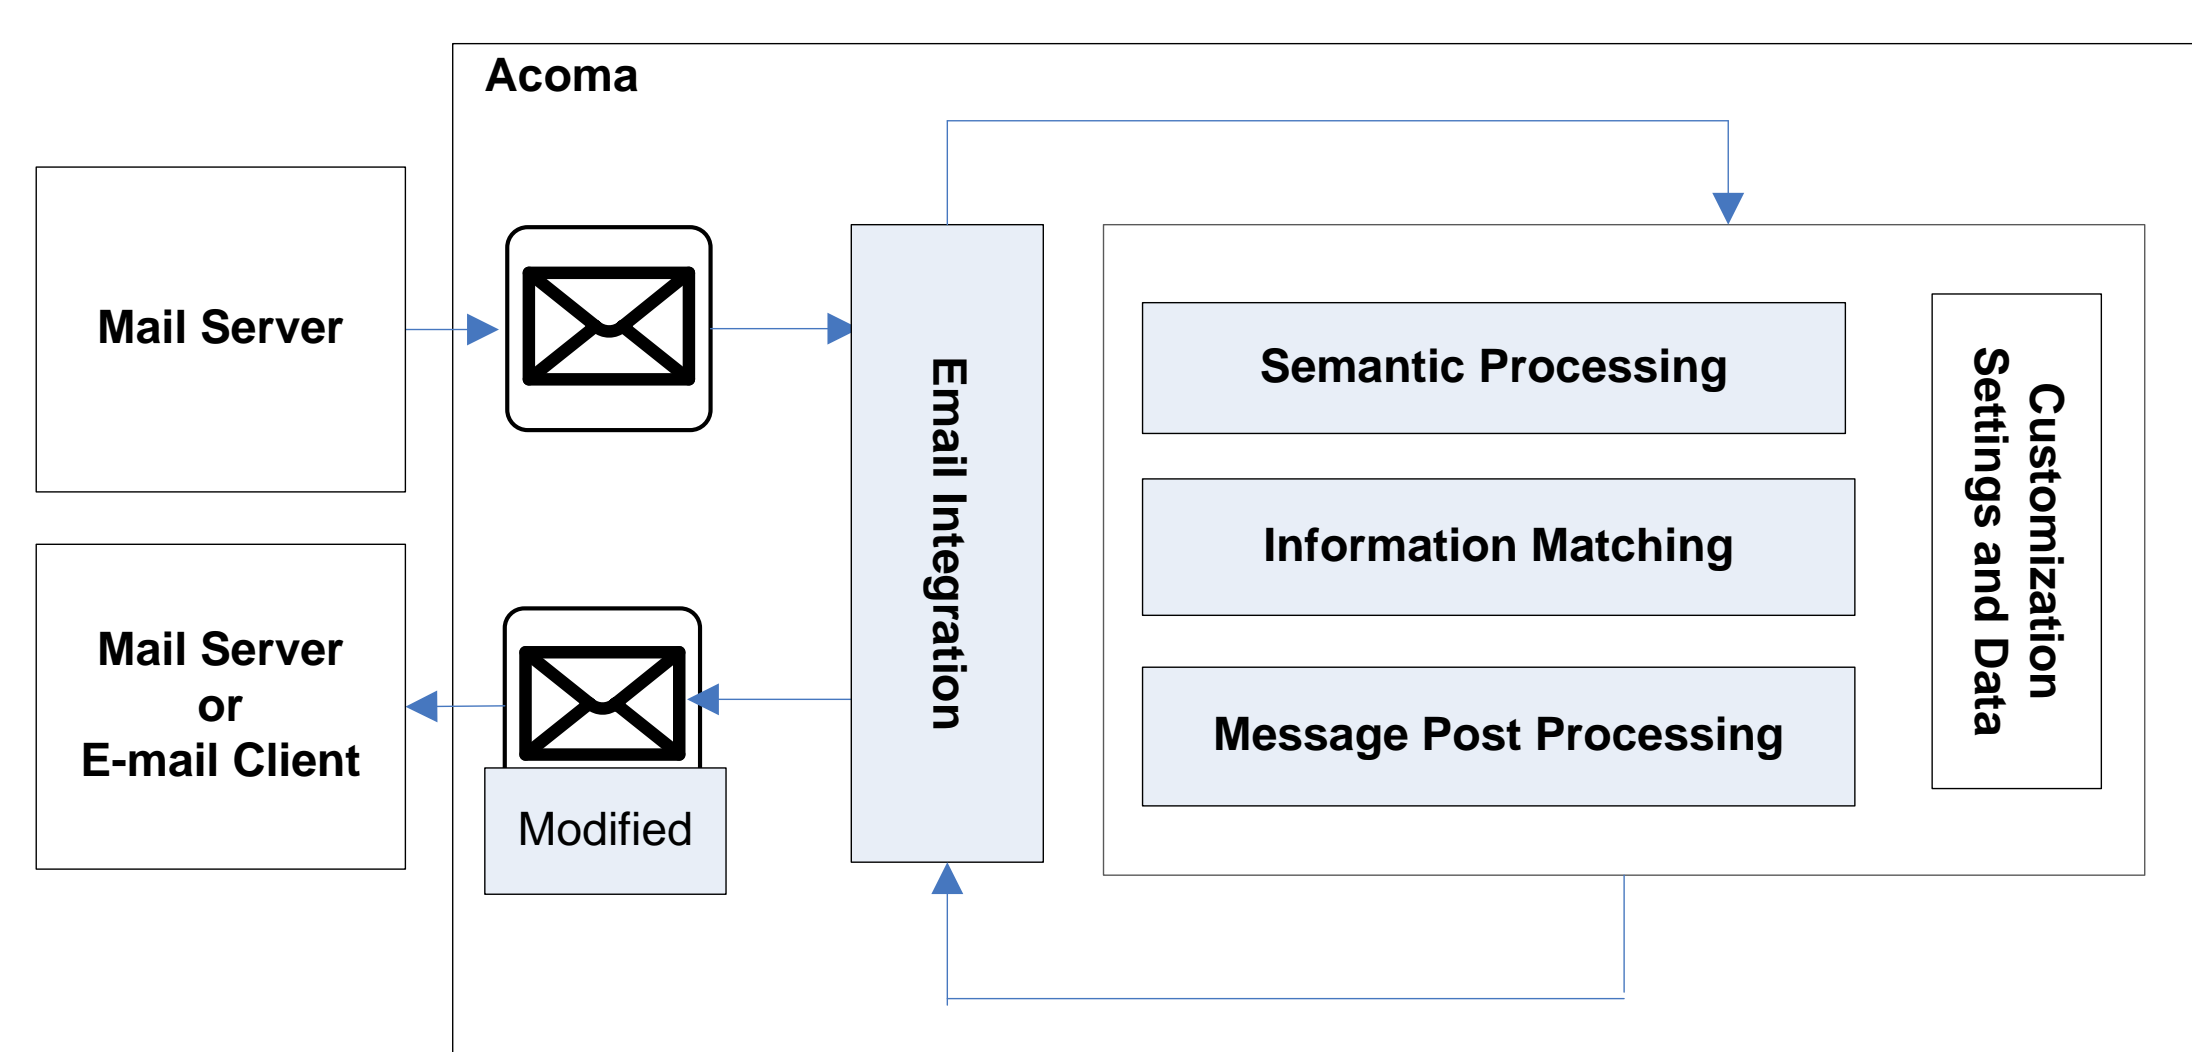 Acoma
Mail Server
Email Integration
Semantic Processing
Information Matching
Message Post Processing
Customization
Settings and Data
Mail Server
or
E-mail Client
Modified